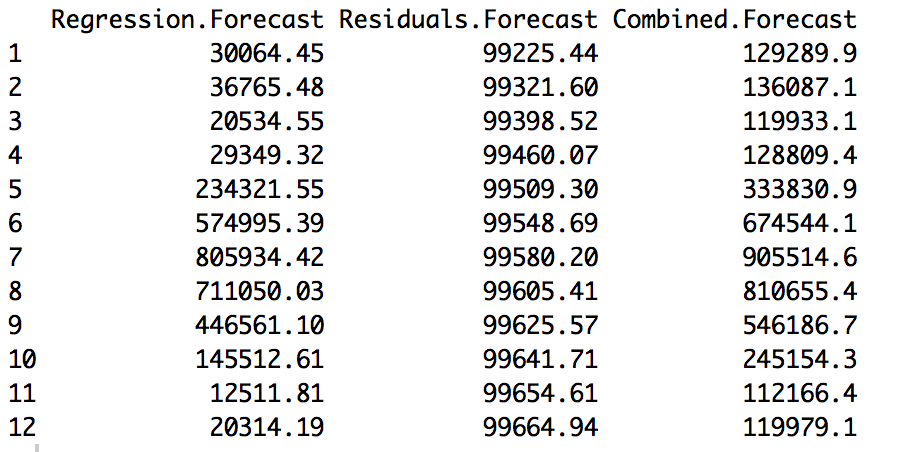 Regression.Forecast Residuals.Forecast Combined.Forecast
1 30064.45 99225.44 129289.9
2 36765.48 99321.60 136087.1
3 20534.55 99398.52 119933.1
4 29349.32 99460.07 128809.4
5 234321.55 99509.30 333830.9
6 574995.39 99548.69 674544.1
7 805934.42 99580.20 905514.6
8 711050.03 99605.41 810655.4
9 446561.10 99625.57 546186.7
10 145512.61 99641.71 245154.3
11 12511.81 99654.61 112166.4
12 20314.19 99664.94 119979.1